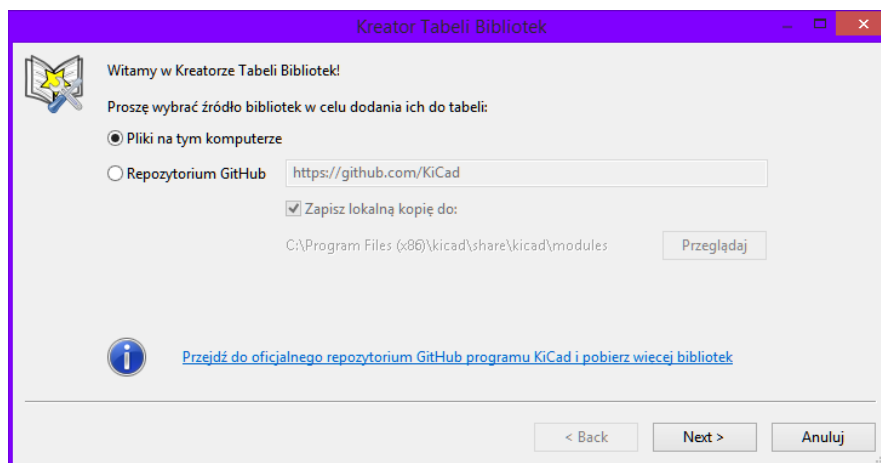 Kreator Tabeli Bibliotek
Witamy w Kreatorze Tabeli Bibliotek!
Proszę wybrać źródło bibliotek w celu dodania ich do tabeli:
Pliki na tym komputerze
Repozytorium GitHub https://github.com/KiCad
Zapisz lokalną kopię do:
C:\Program Files (x86)\kicad\share\kicad\modules Przeglądaj
Przejdź do oficjalnego repozytorium GitHub programu KiCad i pobierz wiecej bibliotek
< Back Next > Anuluj